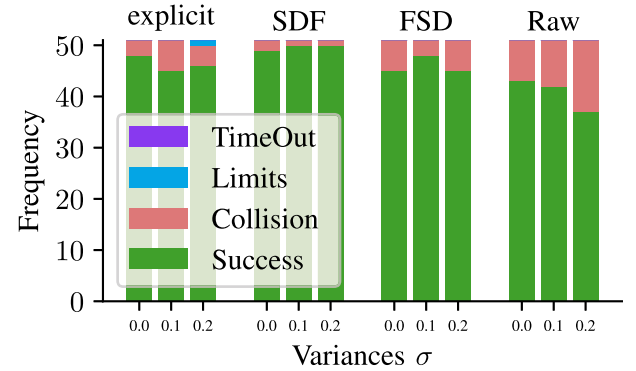 explicit SDF FSD Raw
50
40
30
20
10
0
Frequency
TimeOut
Limits
Collision
Success
0.0 0.1 0.2 0.0 0.1 0.2 0.0 0.1 0.2 0.0 0.1 0.2
Variances σ